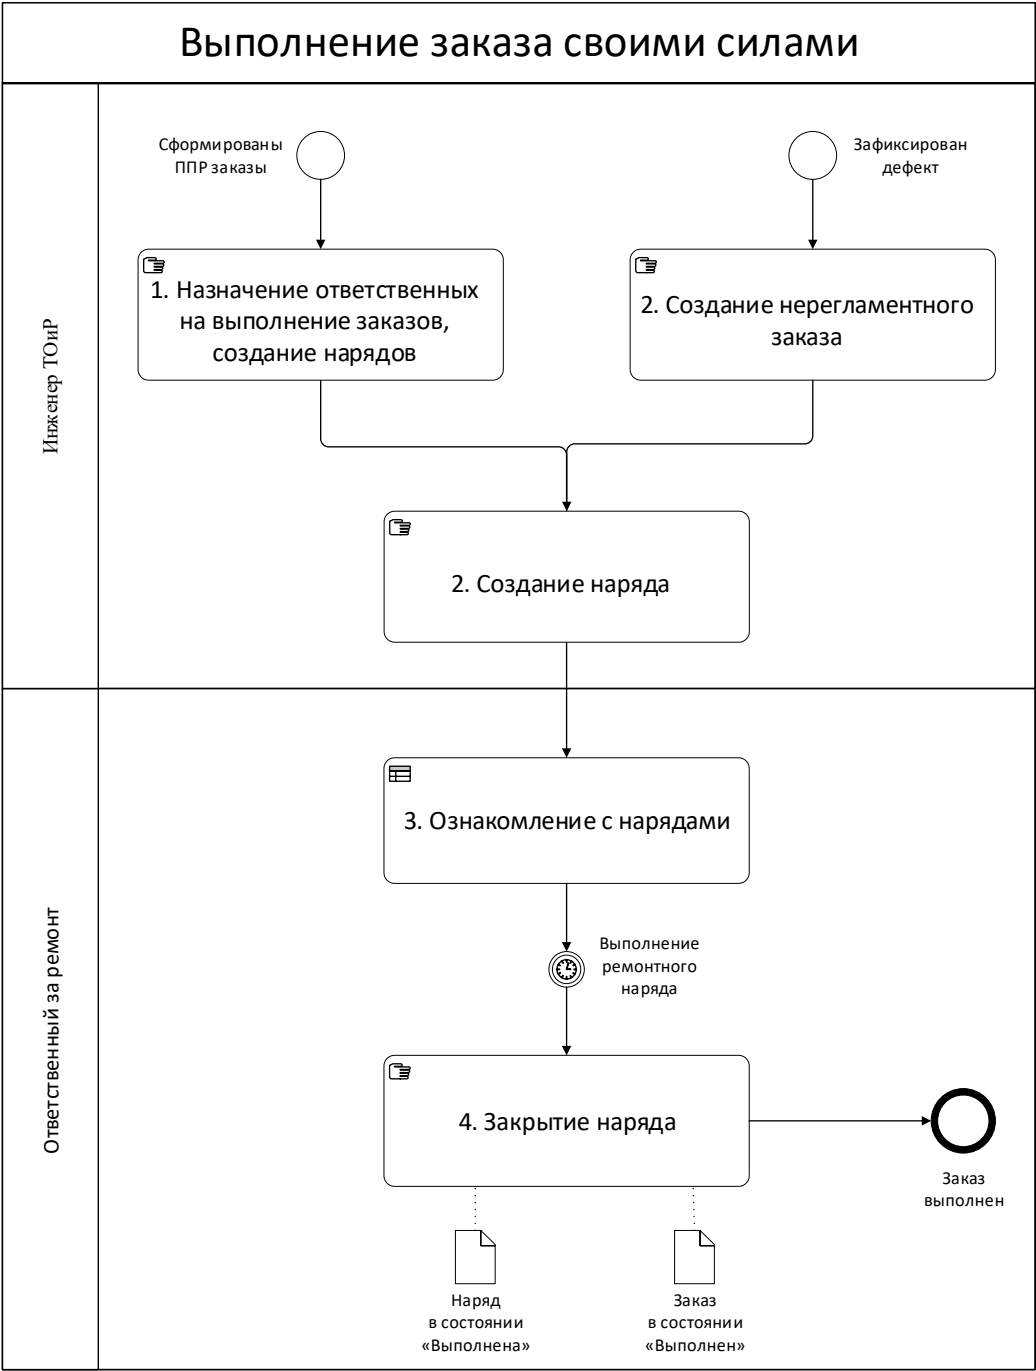 Выполнение заказа своими силами
Инженер ТОиР
Сформированы
ППР заказы
Зафиксирован
дефект
1. Назначение ответственных
на выполнение заказов,
создание нарядов
2. Создание нерегламентного
заказа
2. Создание наряда
Ответственный за ремонт
3. Ознакомление с нарядами
Выполнение
ремонтного
наряда
4. Закрытие наряда
Заказ
выполнен
Наряд
в состоянии
«Выполнена»
Заказ
в состоянии
«Выполнен»